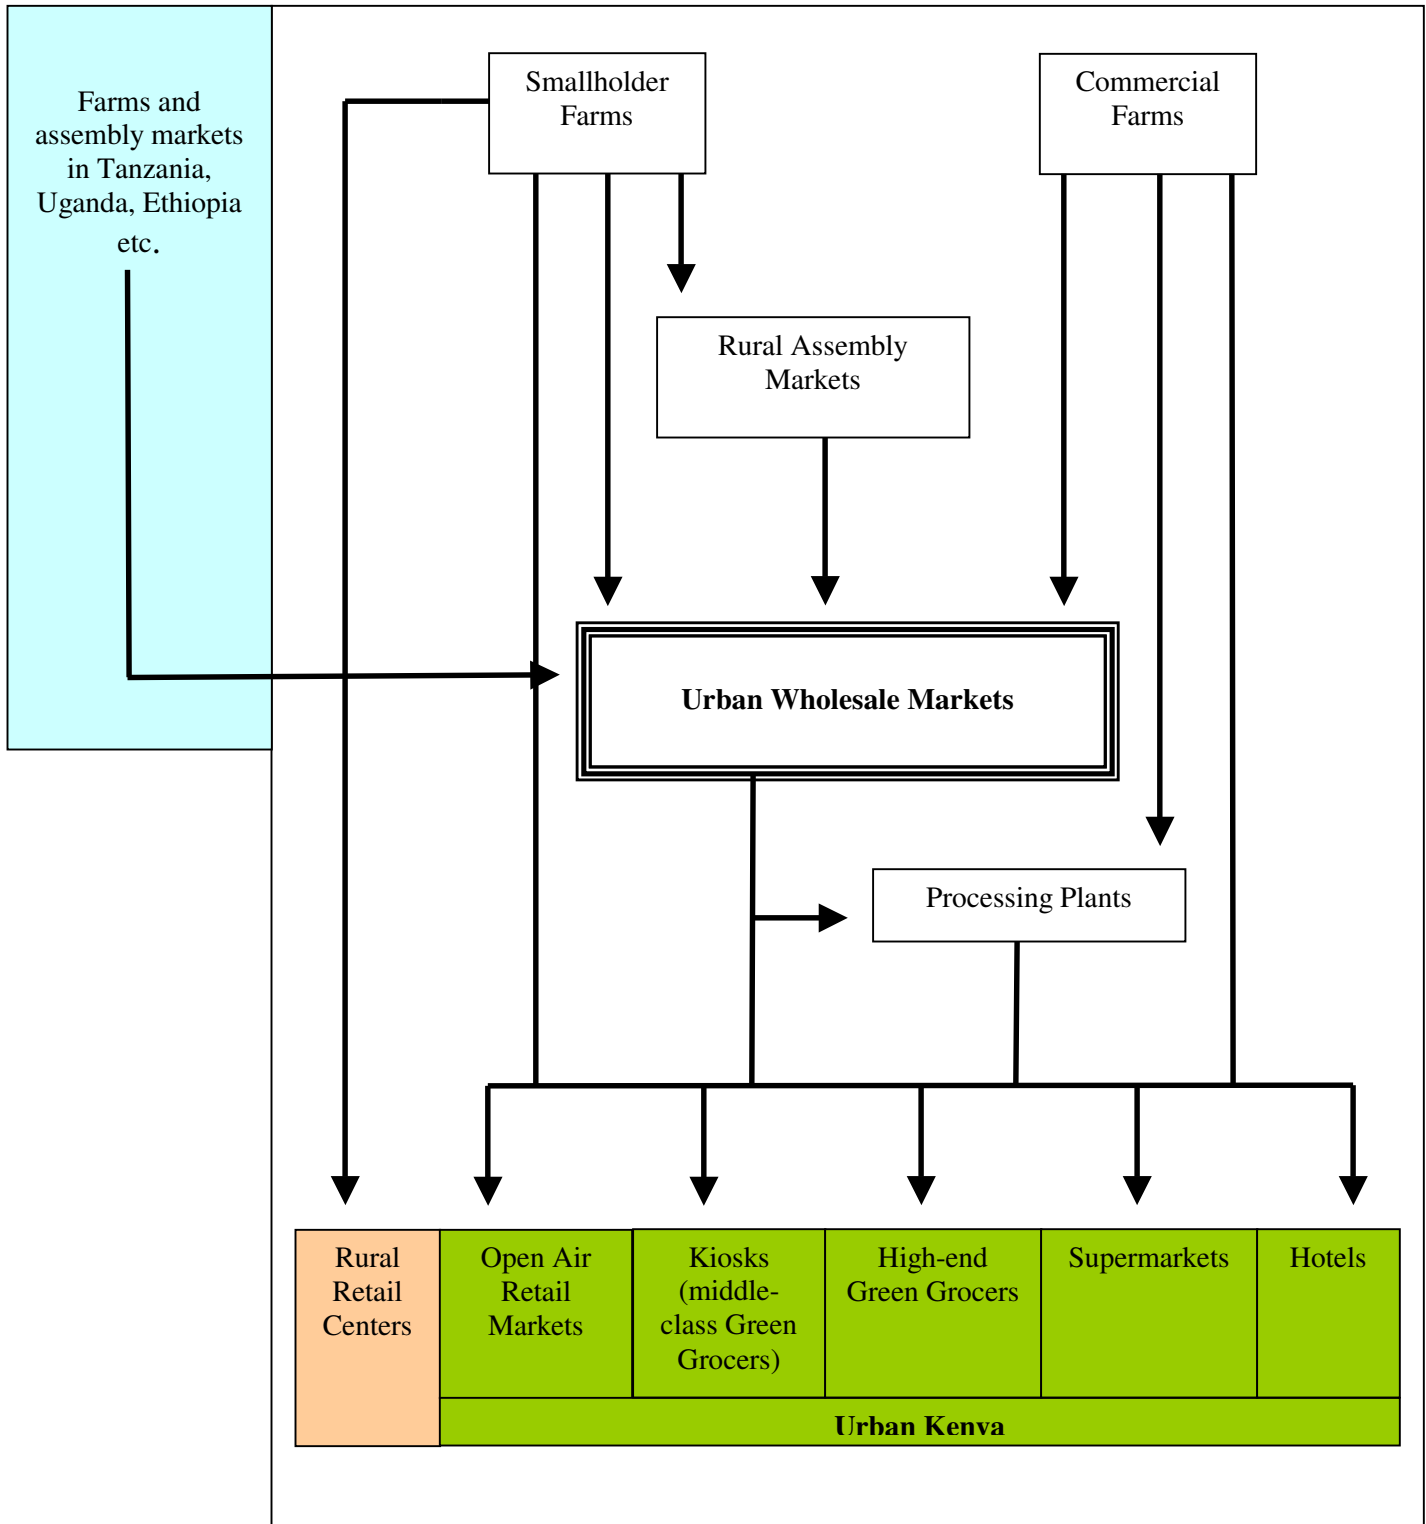 Farms and
assembly markets
in Tanzania,
Uganda, Ethiopia
etc.
Smallholder
Farms
Commercial
Farms
Rural Assembly
Markets
Urban Wholesale Markets
Processing Plants
Rural
Retail
Centers
Open Air
Retail
Markets
Kiosks
(middle-
class Green
Grocers)
High-end
Green Grocers
Supermarkets
Hotels
Urban Kenya